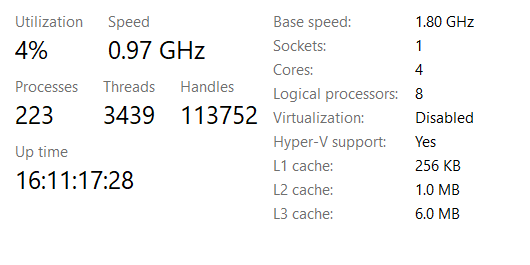 Utilization Speed
4% 0.97 GHz
Processes Threads Handles
223 3439 113752
Up time
16:11:17:28
Base speed: 1.80 GHz
Sockets: 1
Cores: 4
Logical processors: 8
Virtualization: Disabled
Hyper-V support: Yes
L1 cache: 256 KB
L2 cache: 1.0 MB
L3 cache: 6.0 MB